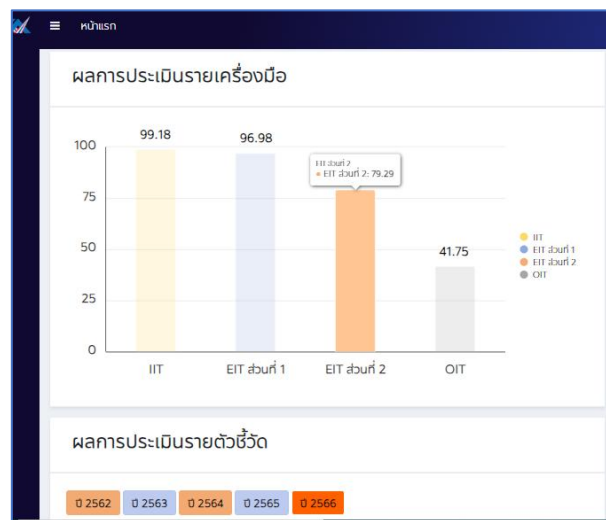 หน้าแรก
ผลการประเมินรายเครื่องมือ
99.18
96.98
EIT ส่วนที่ 2
EIT ส่วนที่ 2: 79.29
41.75
100
75
50
25
0
IIT
EIT ส่วนที่ 1
EIT ส่วนที่ 2
OIT
IIT
EIT ส่วนที่ 1
EIT ส่วนที่ 2
OIT
ผลการประเมินรายตัวชี้วัด
ปี 2562 ปี 2563 ปี 2564 ปี 2565 ปี 2566